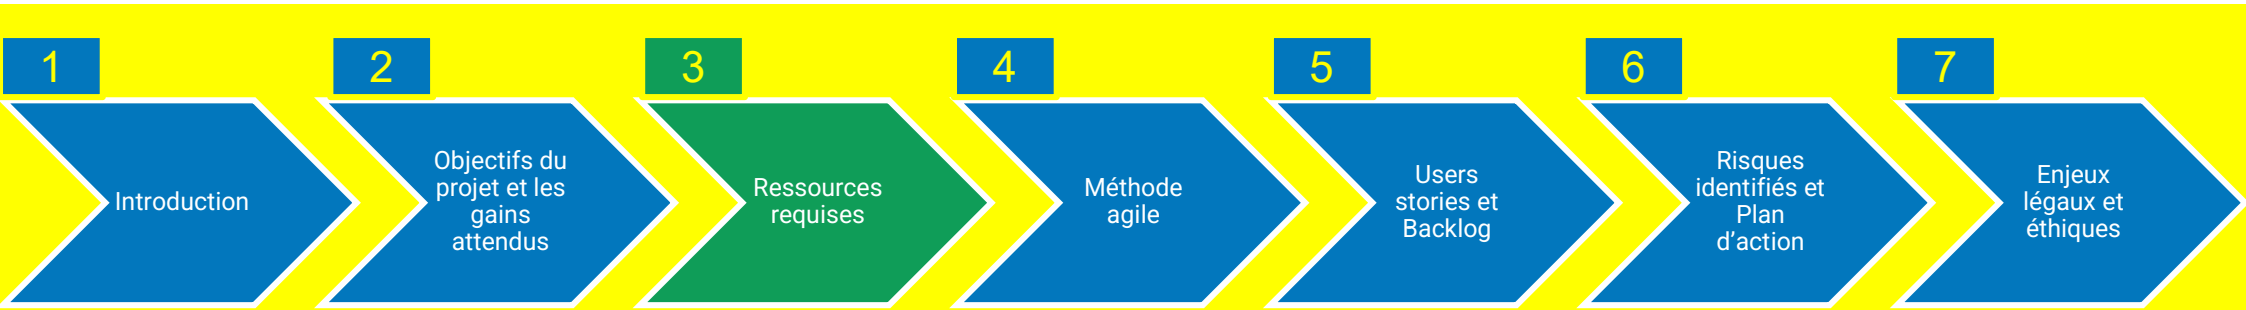 1
Introduction
2
Objectifs du
projet et les
gains
attendus
3
Ressources
requises
4
Méthode
agile
5
Users
stories et
Backlog
6
Risques
identifiés et
Plan
d’action
7
Enjeux
légaux et
éthiques